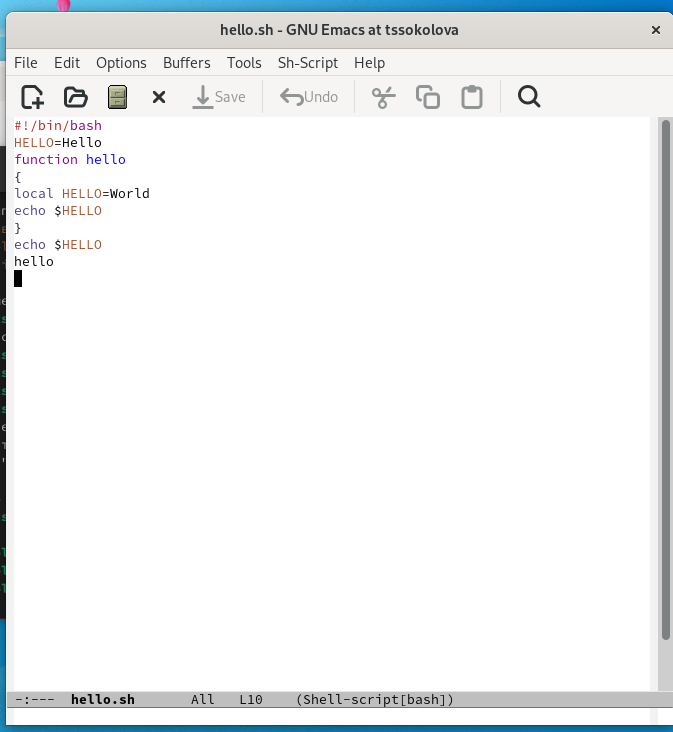 hello.sh - GNU Emacs at tssokolova
File Edit Options Buffers Tools Sh-Script Help
Save Undo
#!/bin/bash
HELLO=Hello
function hello
{
local HELLO=World
echo $HELLO
}
echo $HELLO
hello
-:--- hello.sh All L10 (Shell-script[bash])